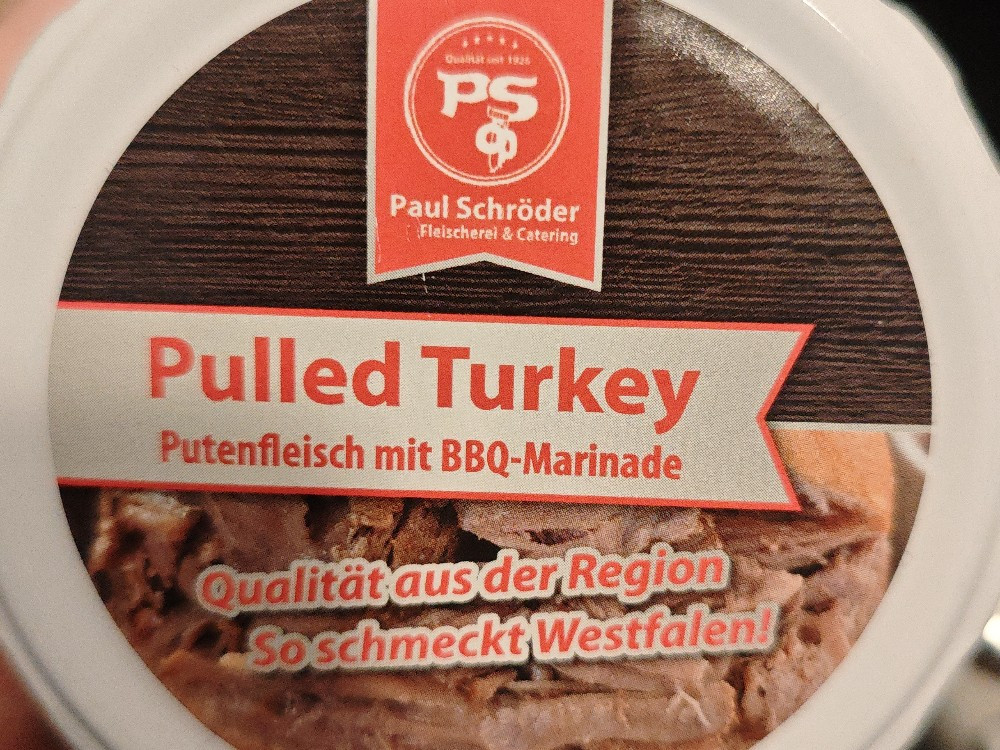 Qualität seit 1926
PS
Paul Schröder
Fleischerei & Catering
Pulled Turkey
Putenfleisch mit BBQ-Marinade
Qualität aus der Region
So schmeckt Westfalen!